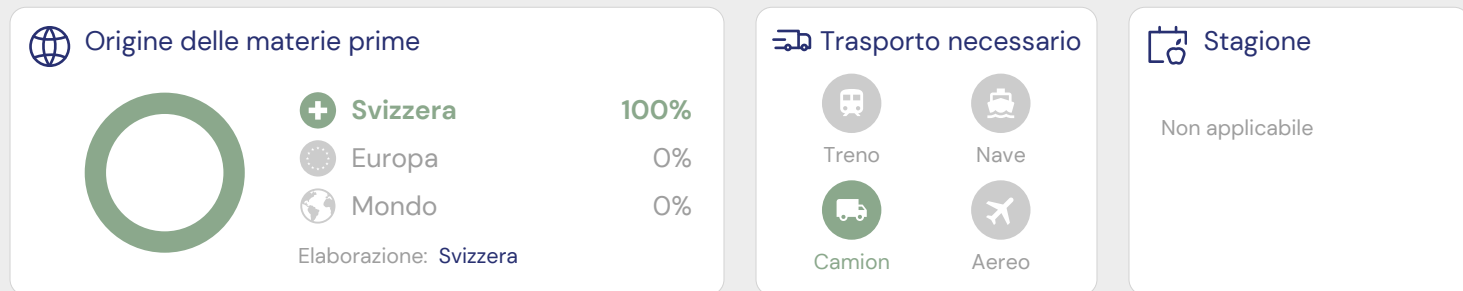 Origine delle materie prime
Svizzera 100%
Europa 0%
Mondo 0%
Elaborazione: Svizzera
Trasporto necessario
Treno Nave
Camion Aereo
Stagione
Non applicabile